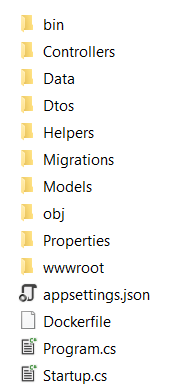 bin
Controllers
Data
Dtos
Helpers
Migrations
Models
obj
Properties
wwwroot
appsettings.json
Dockerfile
Program.cs
Startup.cs